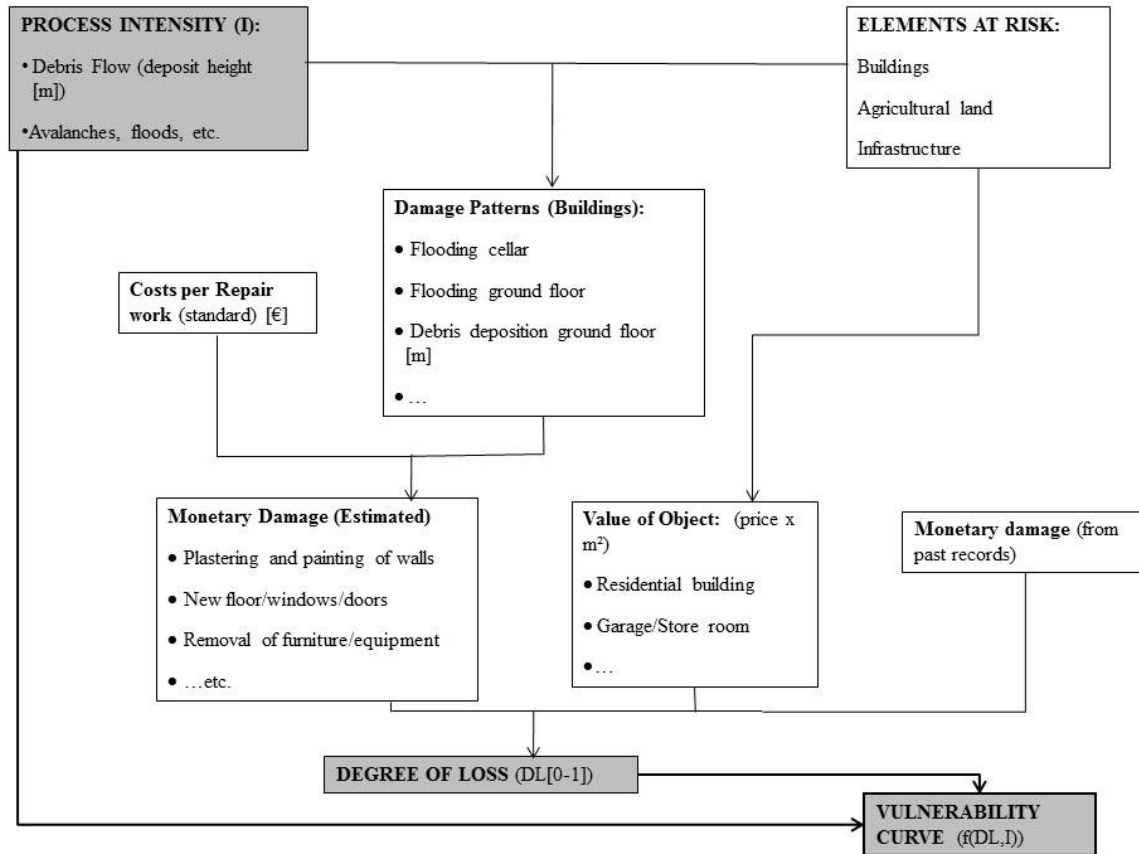 PROCESS INTENSITY (I):
• Debris Flow (deposit height
[m])
•Avalanches, floods, etc.
ELEMENTS AT RISK:
Buildings
Agricultural land
Infrastructure
Damage Patterns (Buildings):
• Flooding cellar
• Flooding ground floor
• Debris deposition ground floor
[m]
• …
Costs per Repair
work (standard) [€]
Monetary Damage (Estimated)
• Plastering and painting of walls
• New floor/windows/doors
• Removal of furniture/equipment
• …etc.
Value of Object: (price x
m²)
• Residential building
• Garage/Store room
•…
Monetary damage (from
past records)
DEGREE OF LOSS (DL[0-1])
VULNERABILITY
CURVE (f(DL,I))